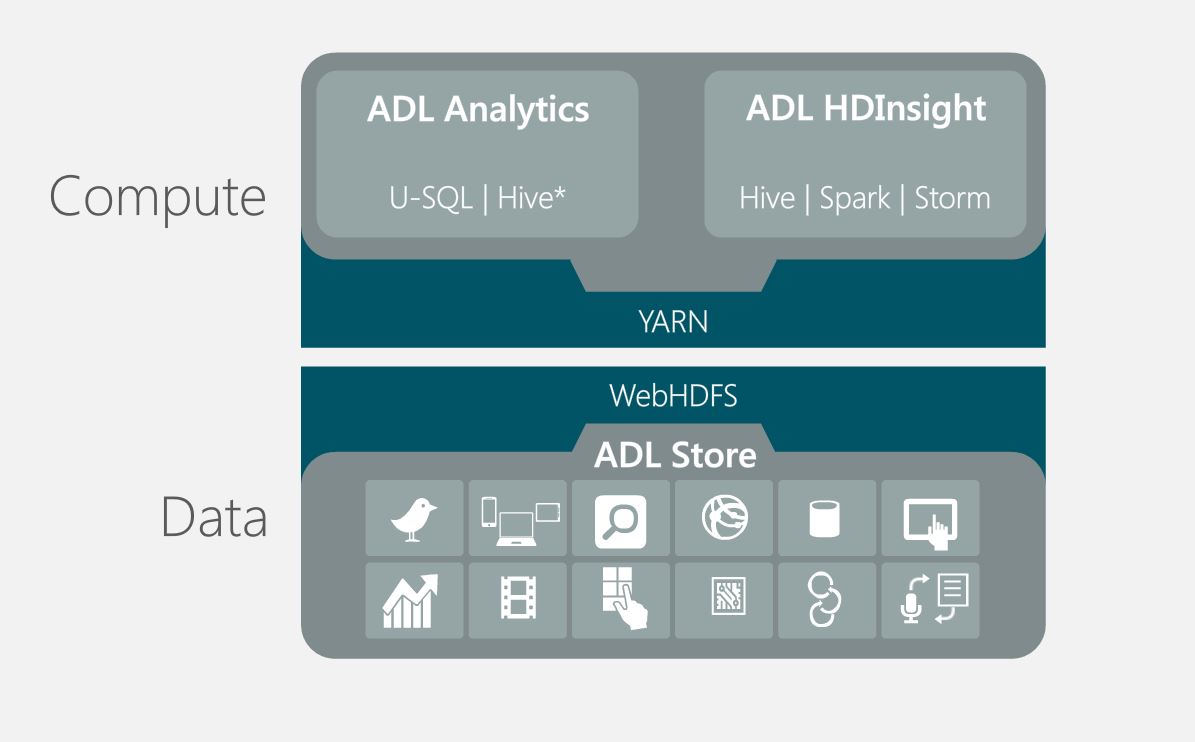 ADL Analytics
U-SQL | Hive*
ADL HDInsight
Hive | Spark | Storm
Compute
YARN
WebHDFS
ADL Store
Data